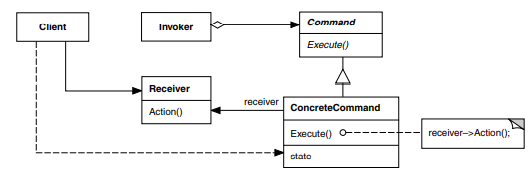 Client
Invoker
Command
Execute()
Receiver
Action()
receiver
ConcreteCommand
Execute()
state
receiver->Action();